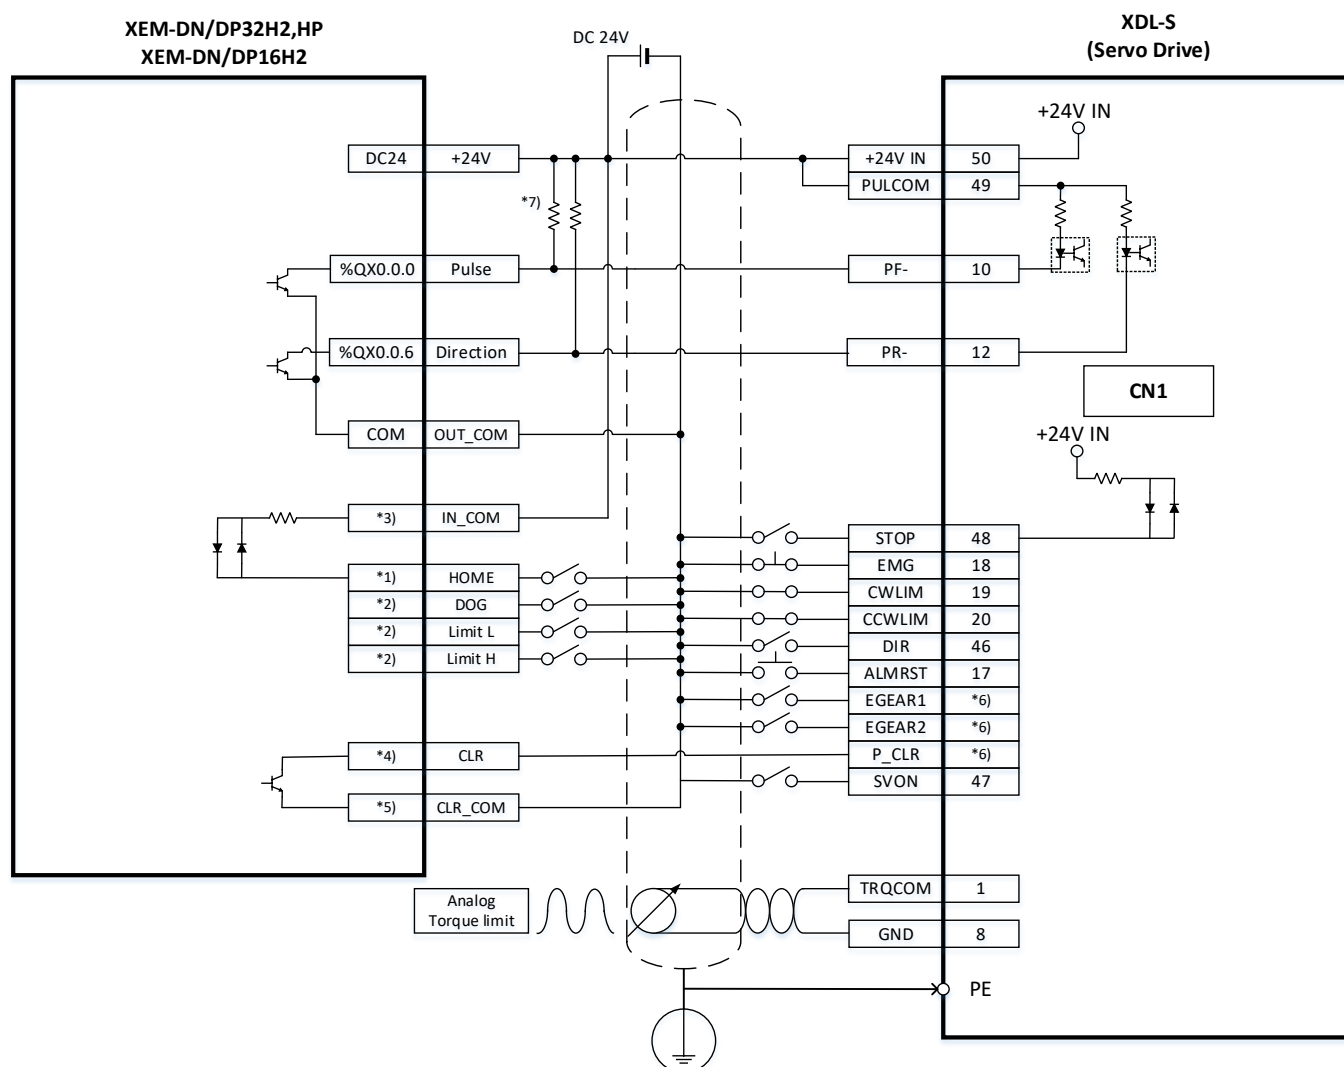 XEM-DN/DP32H2,HP
XEM-DN/DP16H2
DC 24V
XDL-S
(Servo Drive)
+24V IN
DC24 +24V
+24V IN 50
PULCOM 49
*7)
%QX0.0.0 Pulse
PF- 10
%QX0.0.6 Direction
PR- 12
CN1
COM OUT_COM
+24V IN
*3) IN_COM
STOP 48
EMG 18
*1) HOME
CWLIM 19
*2) DOG
CCWLIM 20
*2) Limit L
DIR 46
*2) Limit H
ALMRST 17
EGEAR1 *6)
EGEAR2 *6)
*4) CLR
P_CLR *6)
SVON 47
*5) CLR_COM
Analog
Torque limit
TRQCOM 1
GND 8
PE